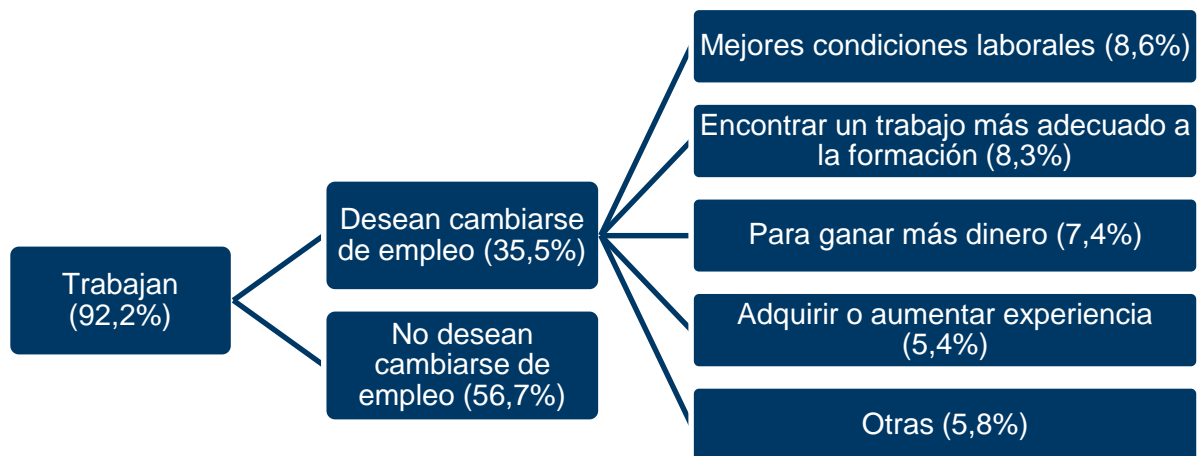 Trabajan
(92,2%)
Desean cambiarse
de empleo (35,5%)
No desean
cambiarse de
empleo (56,7%)
Mejores condiciones laborales (8,6%)
Encontrar un trabajo más adecuado a
la formación (8,3%)
Para ganar más dinero (7,4%)
Adquirir o aumentar experiencia
(5,4%)
Otras (5,8%)